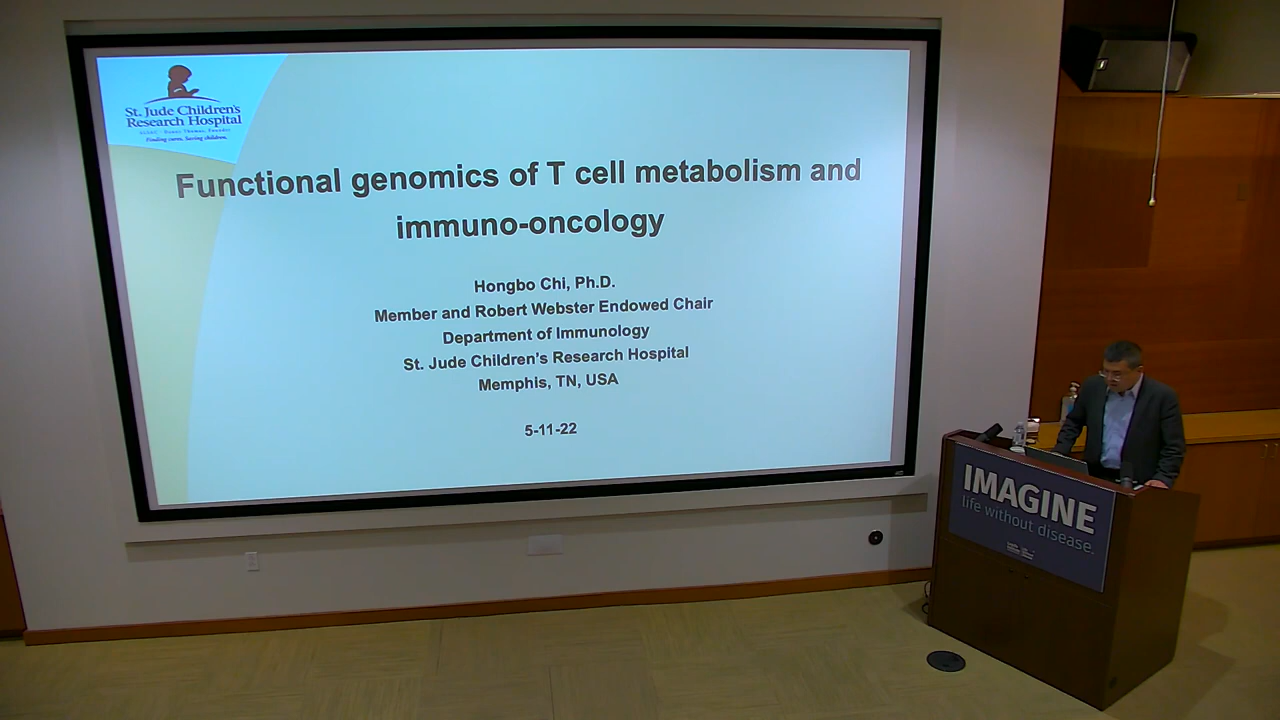 St. Jude Children's
Research Hospital
Finding cures. Saving children.
Functional genomics of T cell metabolism and
immuno-oncology
Hongbo Chi, Ph.D.
Member and Robert Webster Endowed Chair
Department of Immunology
St. Jude Children's Research Hospital
Memphis, TN, USA
5-11-22
IMAGINE
life without disease.